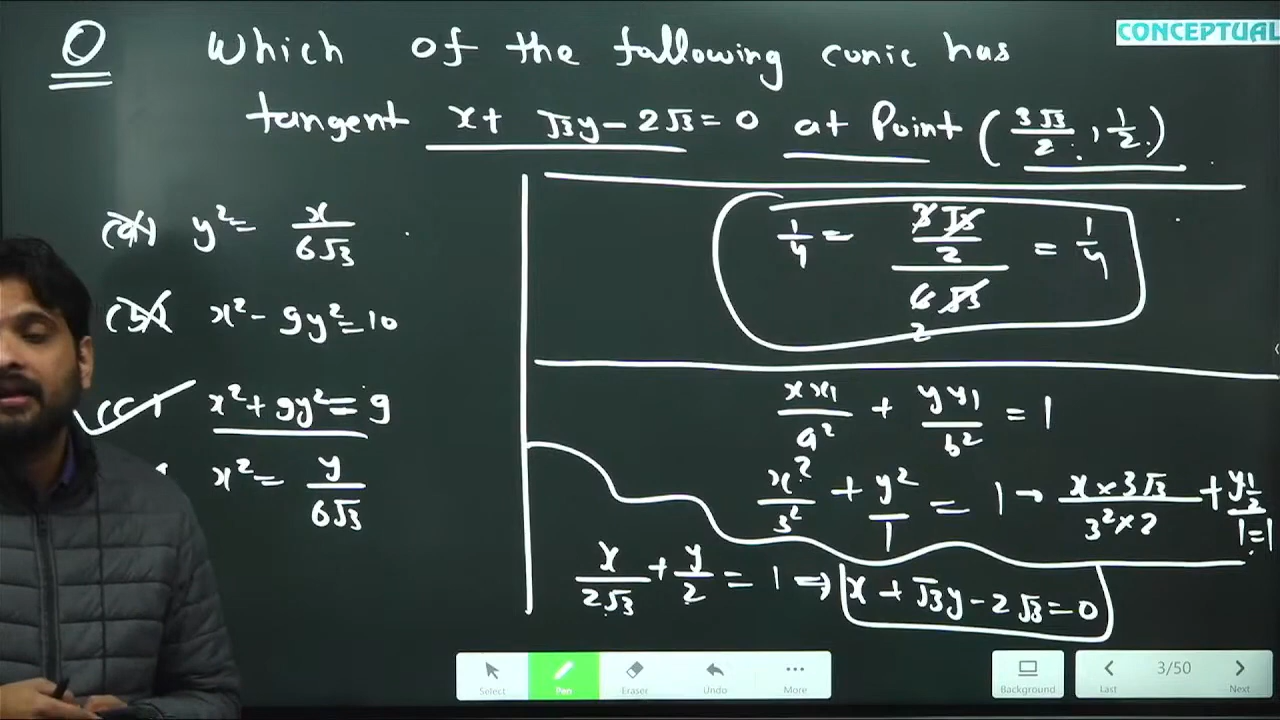 CONCEPTUAL
Q Which of the following conic has
tangent x + √3y - 2√3 = 0 at Point (3√3/2, 1/2)
y² = x/6√3
x² - 9y² = 10
(c) x² + 9y² = 9
x² = y/6√3
1/4 = (3√3/2)/(6√3) = 1/4
2
xx₁/a² + yy₁/b² = 1
x²/3² + y²/1 = 1 → x×3√3/3²×2 + y1/2/1 = 1
x/2√3 + y/2 = 1 ⇒ x + √3y - 2√3 = 0
Select
Pen
Eraser
Undo
More
Background
Last
3/50
Next